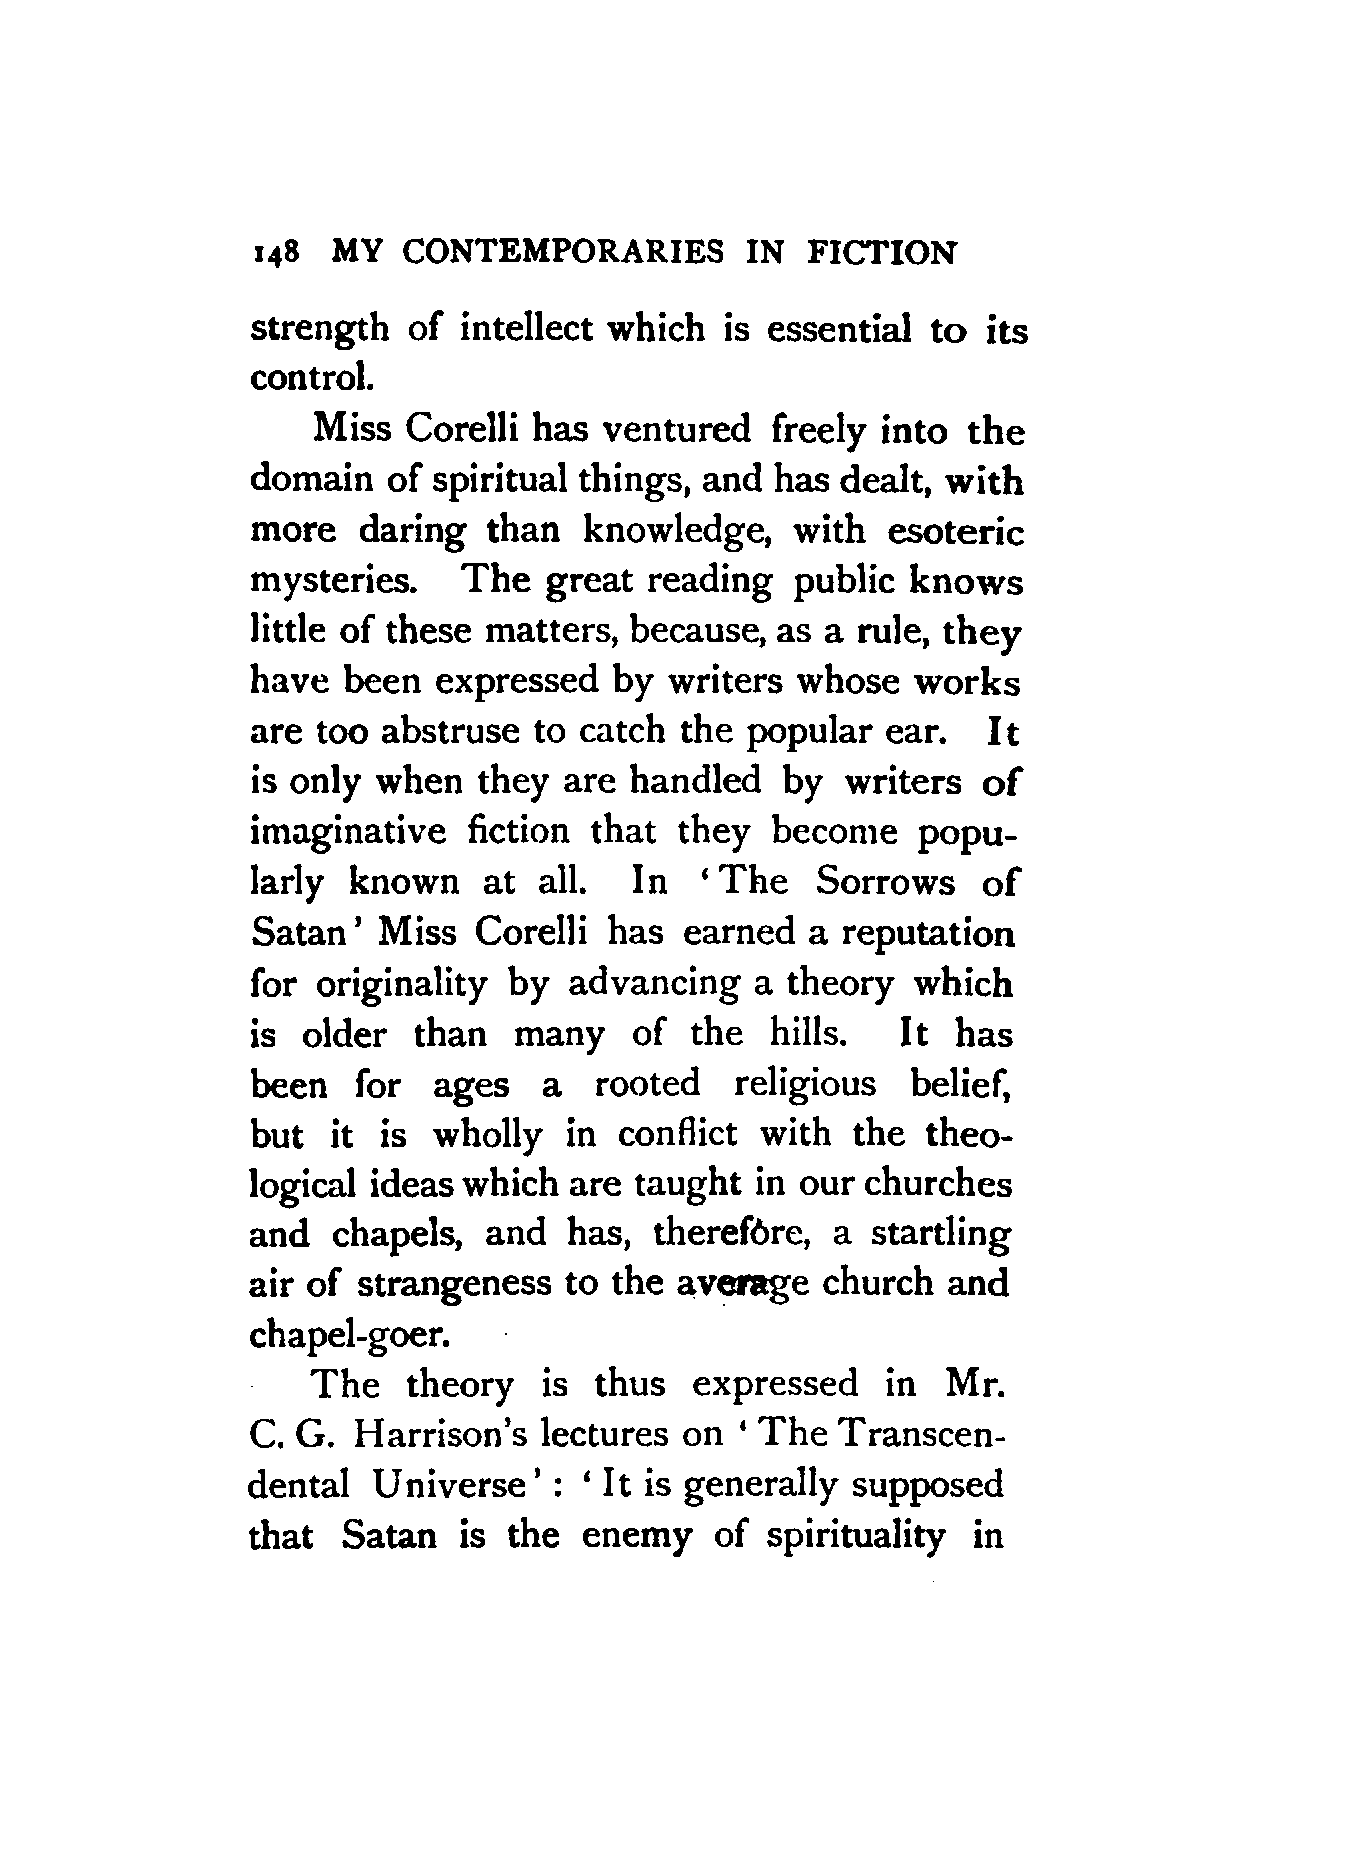 148 MY CONTEMPORARIES IN FICTION
strength of intellect which is essential to its
control.
Miss Corelli has ventured freely into the
domain of spiritual things, and has dealt, with
more daring than knowledge, with esoteric
mysteries. The great reading public knows
little of these matters, because, as a rule, they
have been expressed by writers whose works
are too abstruse to catch the popular ear. It
is only when they are handled by writers of
imaginative fiction that they become popu-
larly known at all. In ‘The Sorrows of
Satan’ Miss Corelli has earned a reputation
for originality by advancing a theory which
is older than many of the hills. It has
been for ages a rooted religious belief,
but it is wholly in conflict with the theo-
logical ideas which are taught in our churches
and chapels, and has, therefore, a startling
air of strangeness to the average church and
chapel-goer.
The theory is thus expressed in Mr.
C. G. Harrison’s lectures on ‘The Transcen-
dental Universe’: ‘It is generally supposed
that Satan is the enemy of spirituality in